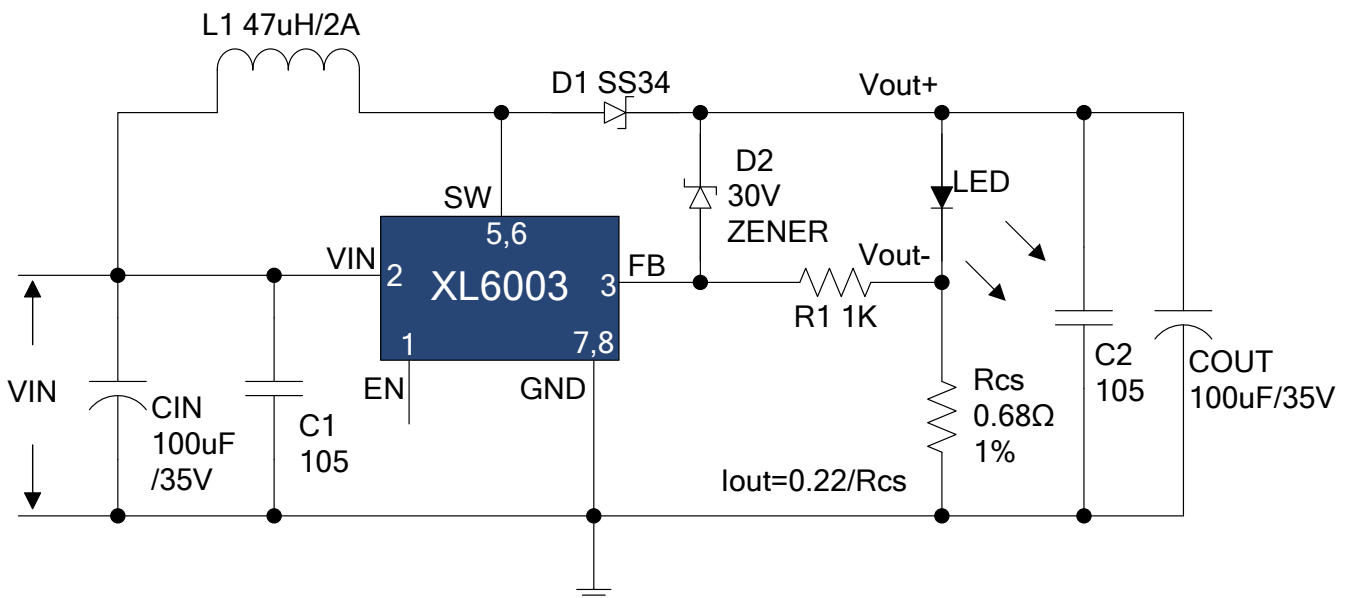 L1 47uH/2A
D1 SS34
Vout+
D2
30V
ZENER
LED
SW
5,6
VIN
2
XL6003
3
FB
Vout-
R1 1K
1
7,8
EN
GND
VIN
CIN
100uF
/35V
C1
105
Rcs
0.68Ω
1%
C2
105
COUT
100uF/35V
Iout=0.22/Rcs